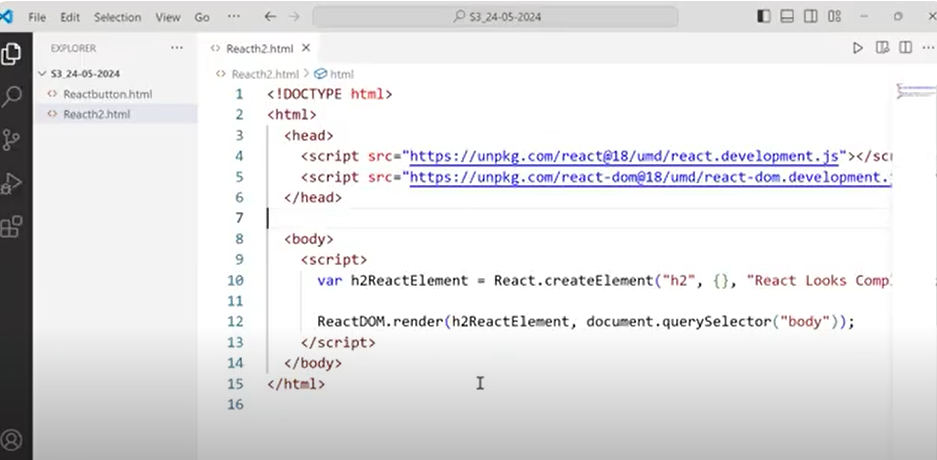 File Edit Selection View Go ··· S3_24-05-2024
EXPLORER ···
S3_24-05-2024
<> Reactbutton.html
<> Reacth2.html
<> Reacth2.html ×
<> Reacth2.html > html
1 <!DOCTYPE html>
2 <html>
3 <head>
4 <script src="https://unpkg.com/react@18/umd/react.development.js"></scr
5 <script src="https://unpkg.com/react-dom@18/umd/react-dom.development.j
6 </head>
7
8 <body>
9 <script>
10 var h2ReactElement = React.createElement("h2", {}, "React Looks Compl
11
12 ReactDOM.render(h2ReactElement, document.querySelector("body"));
13 </script>
14 </body>
15 </html>
16